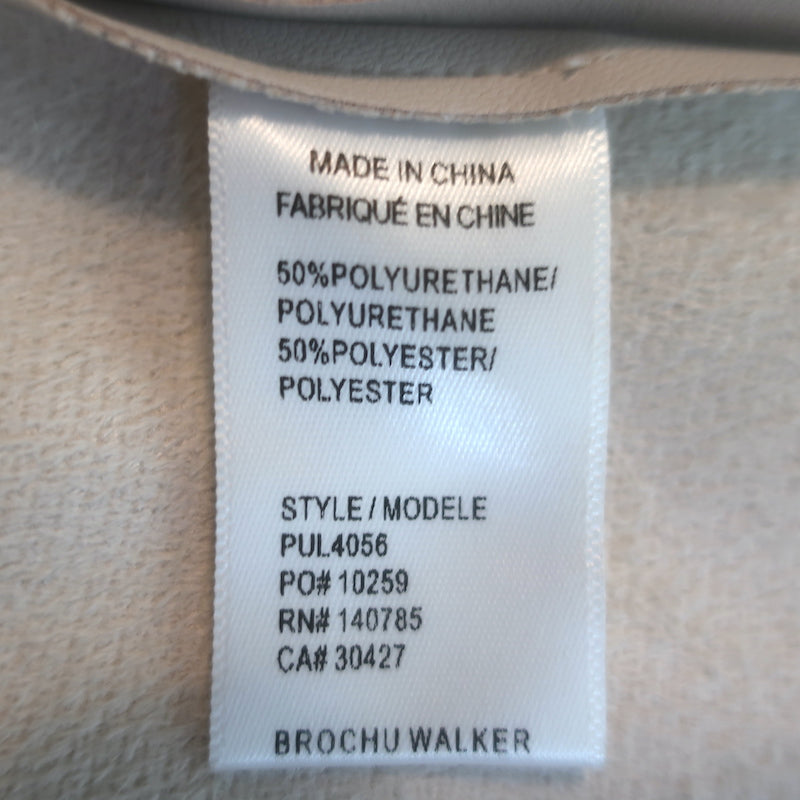 MADE IN CHINA
FABRIQUÉ EN CHINE
50%POLYURETHANE/
POLYURETHANE
50%POLYESTER/
POLYESTER
STYLE / MODELE
PUL4056
PO# 10259
RN# 140785
CA# 30427
BROCHU WALKER